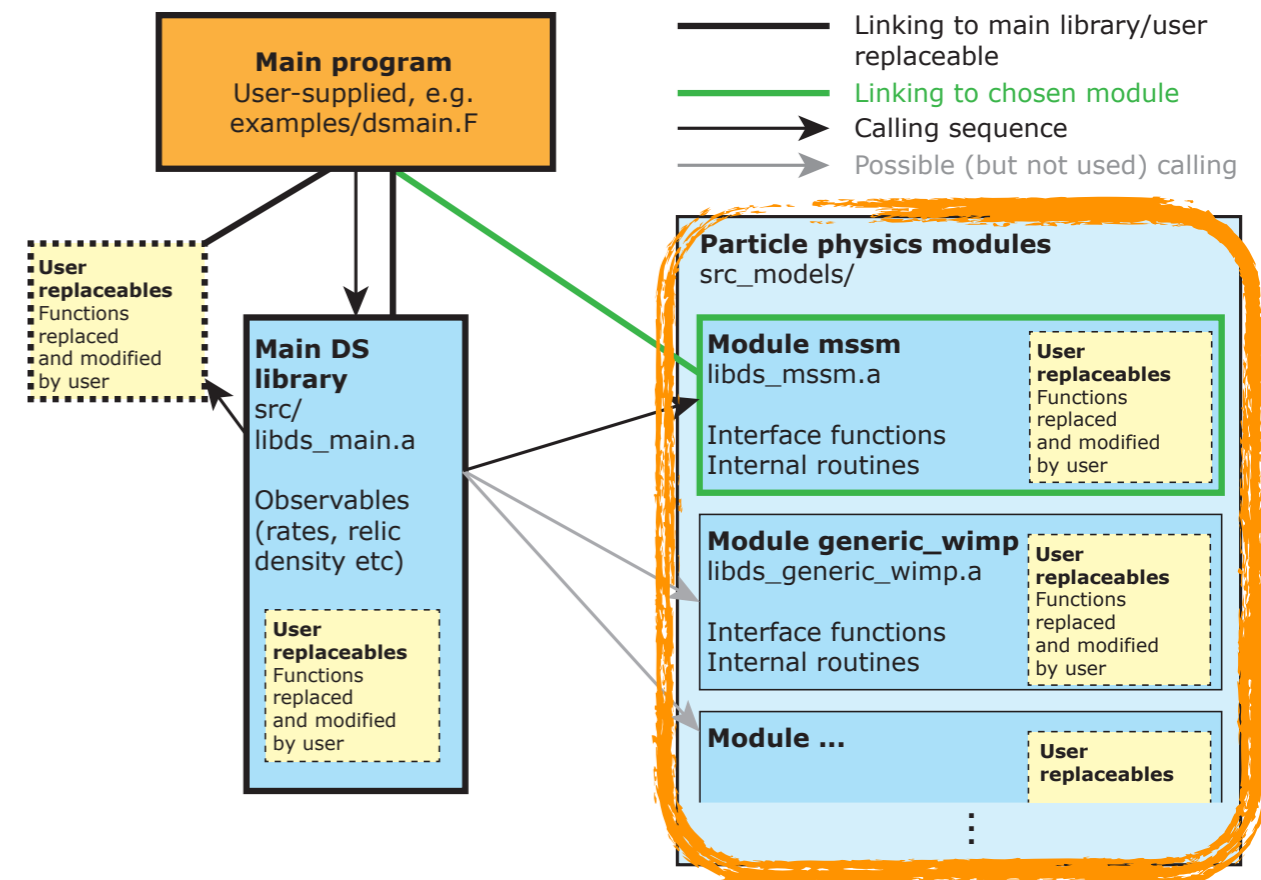 Main program
User-supplied, e.g.
examples/dsmain.F
Linking to main library/user
replaceable
Linking to chosen module
Calling sequence
Possible (but not used) calling
User
replaceables
Functions
replaced
and modified
by user
Main DS
library
src/
libds_main.a
Observables
(rates, relic
density etc)
User
replaceables
Functions
replaced
and modified
by user
Particle physics modules
src_models/
Module mssm
libds_mssm.a
Interface functions
Internal routines
User
replaceables
Functions
replaced
and modified
by user
Module generic_wimp
libds_generic_wimp.a
Interface functions
Internal routines
User
replaceables
Functions
replaced
and modified
by user
Module ...
User
replaceables
⋮